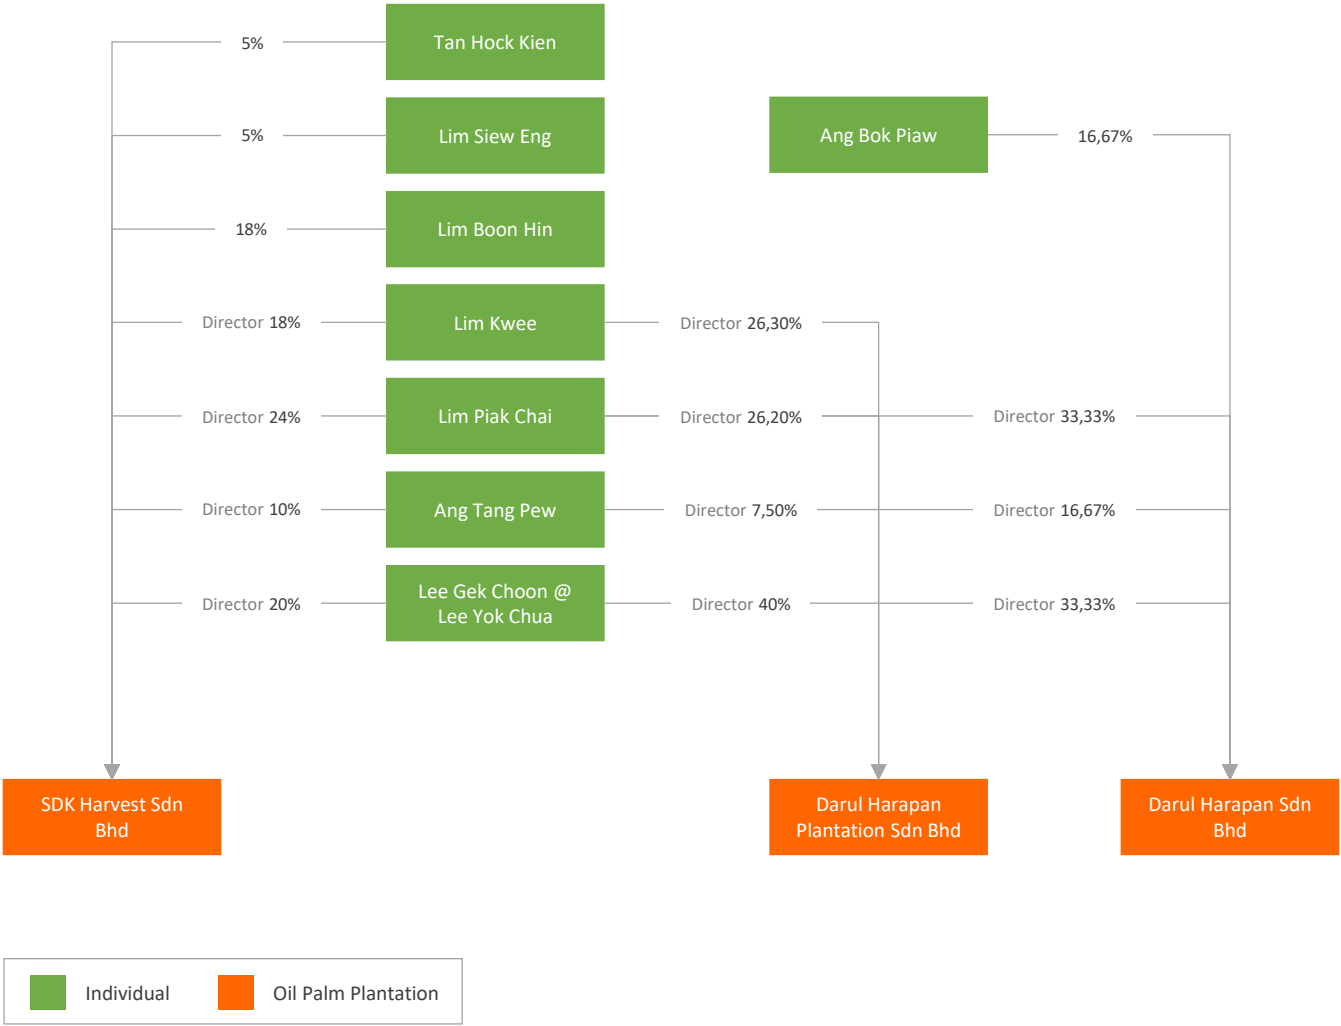 5%
Tan Hock Kien
5%
Lim Siew Eng
Ang Bok Piaw
16,67%
18%
Lim Boon Hin
Director 18%
Lim Kwee
Director 26,30%
Director 24%
Lim Piak Chai
Director 26,20%
Director 33,33%
Director 10%
Ang Tang Pew
Director 7,50%
Director 16,67%
Director 20%
Lee Gek Choon @
Lee Yok Chua
Director 40%
Director 33,33%
SDK Harvest Sdn
Bhd
Darul Harapan
Plantation Sdn Bhd
Darul Harapan Sdn
Bhd
Individual
Oil Palm Plantation